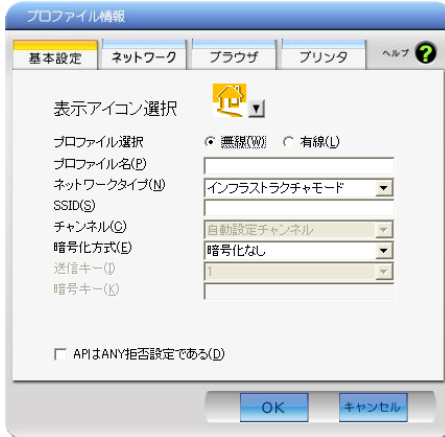 プロファイル情報
基本設定 ネットワーク ブラウザ プリンタ ヘルプ ?
表示アイコン選択
プロファイル選択 無線(W) 有線(L)
プロファイル名(P)
ネットワークタイプ(N) インフラストラクチャモード
SSID(S)
チャンネル(C) 自動設定チャンネル
暗号化方式(E) 暗号化なし
送信キー(I) 1
暗号キー(K)
APはANY拒否設定である(D)
OK キャンセル